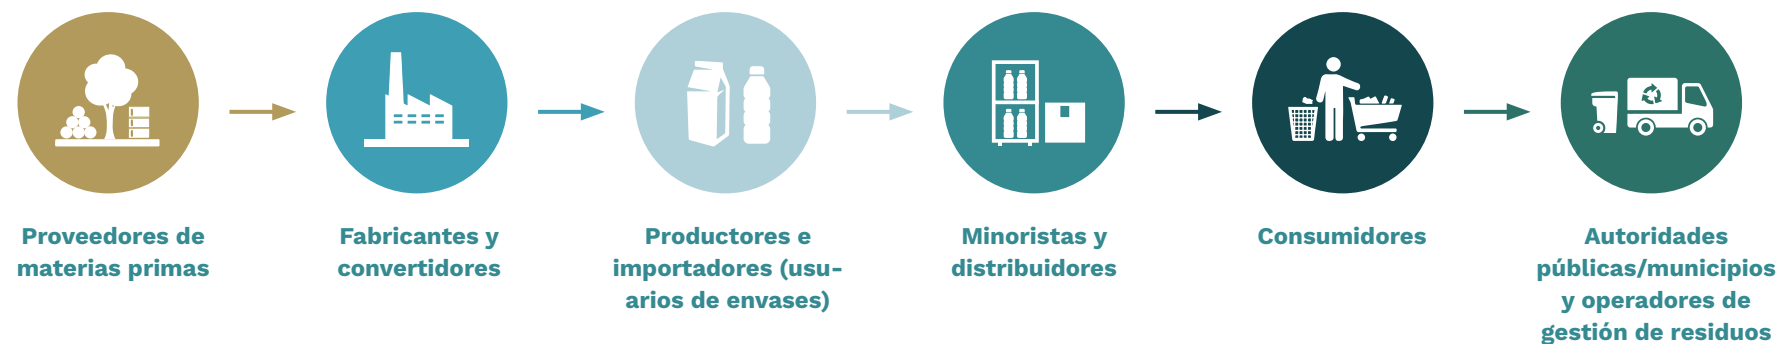 Proveedores de
materias primas
Fabricantes y
convertidores
Productores e
importadores (usu-
arios de envases)
Minoristas y
distribuidores
Consumidores
Autoridades
públicas/municipios
y operadores de
gestión de residuos